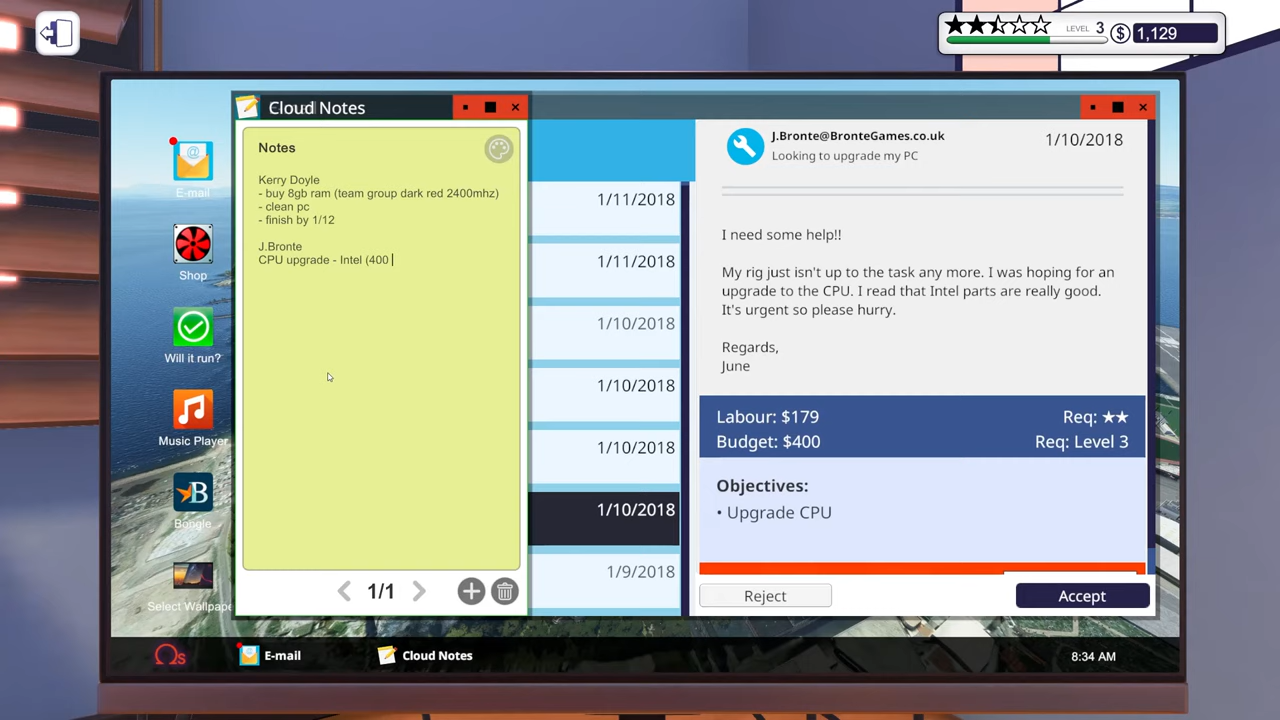 LEVEL 3
$ 1,129
Cloud Notes
Notes
Kerry Doyle
- buy 8gb ram (team group dark red 2400mhz)
- clean pc
- finish by 1/12
J.Bronte
CPU upgrade - Intel (400
1/1
E-mail
Shop
Will it run?
Music Player
B
Boogle
Select Wallpape
1/11/2018
1/11/2018
1/10/2018
1/10/2018
1/10/2018
1/10/2018
1/9/2018
J.Bronte@BronteGames.co.uk
1/10/2018
Looking to upgrade my PC
I need some help!!
My rig just isn't up to the task any more. I was hoping for an
upgrade to the CPU. I read that Intel parts are really good.
It's urgent so please hurry.
Regards,
June
Labour: $179
Req: ★★
Budget: $400
Req: Level 3
Objectives:
• Upgrade CPU
Reject
Accept
Ωs
E-mail
Cloud Notes
8:34 AM